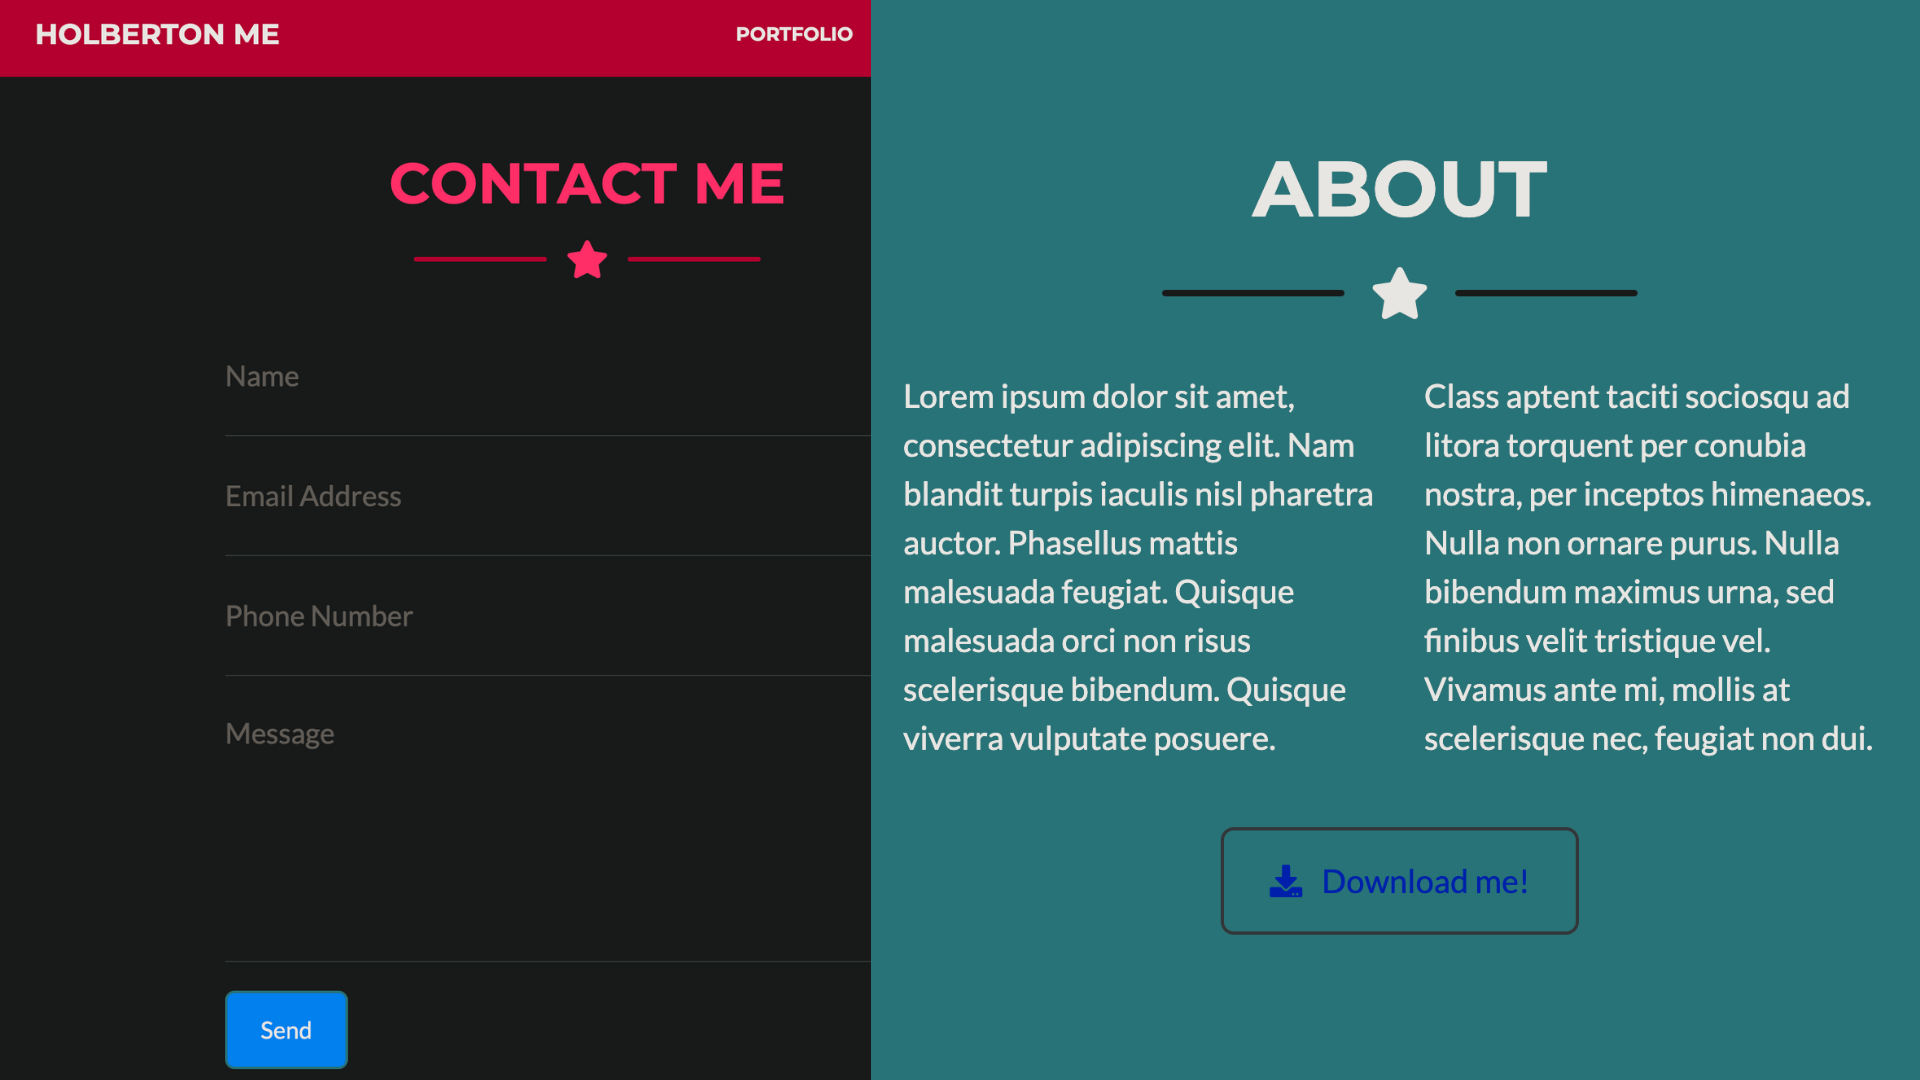 HOLBERTON ME
PORTFOLIO
CONTACT ME
Name
Email Address
Phone Number
Message
Send
ABOUT
Lorem ipsum dolor sit amet,
consectetur adipiscing elit. Nam
blandit turpis iaculis nisl pharetra
auctor. Phasellus mattis
malesuada feugiat. Quisque
malesuada orci non risus
scelerisque bibendum. Quisque
viverra vulputate posuere.
Class aptent taciti sociosqu ad
litora torquent per conubia
nostra, per inceptos himenaeos.
Nulla non ornare purus. Nulla
bibendum maximus urna, sed
finibus velit tristique vel.
Vivamus ante mi, mollis at
scelerisque nec, feugiat non dui.
Download me!